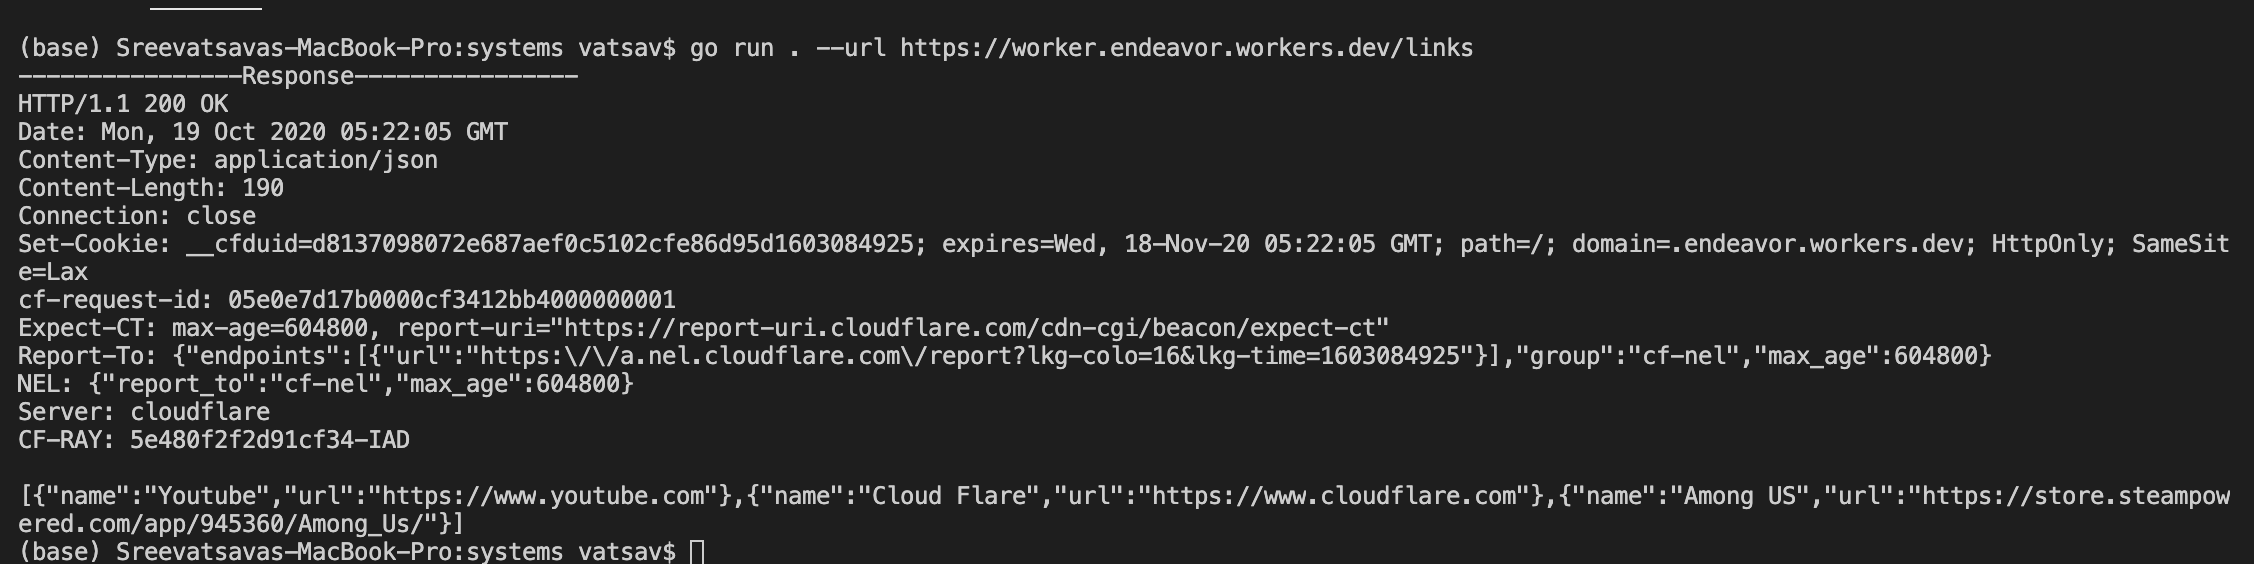 (base) Sreevatsavas-MacBook-Pro:systems vatsav$ go run . --url https://worker.endeavor.workers.dev/links
----------------Response----------------
HTTP/1.1 200 OK
Date: Mon, 19 Oct 2020 05:22:05 GMT
Content-Type: application/json
Content-Length: 190
Connection: close
Set-Cookie: __cfduid=d8137098072e687aef0c5102cfe86d95d1603084925; expires=Wed, 18-Nov-20 05:22:05 GMT; path=/; domain=.endeavor.workers.dev; HttpOnly; SameSit
e=Lax
cf-request-id: 05e0e7d17b0000cf3412bb4000000001
Expect-CT: max-age=604800, report-uri="https://report-uri.cloudflare.com/cdn-cgi/beacon/expect-ct"
Report-To: {"endpoints":[{"url":"https:\/\/a.nel.cloudflare.com\/report?lkg-colo=16&lkg-time=1603084925"}],"group":"cf-nel","max_age":604800}
NEL: {"report_to":"cf-nel","max_age":604800}
Server: cloudflare
CF-RAY: 5e480f2f2d91cf34-IAD

[{"name":"Youtube","url":"https://www.youtube.com"},{"name":"Cloud Flare","url":"https://www.cloudflare.com"},{"name":"Among US","url":"https://store.steampow
ered.com/app/945360/Among_Us/"}]
(base) Sreevatsavas-MacBook-Pro:systems vatsav$